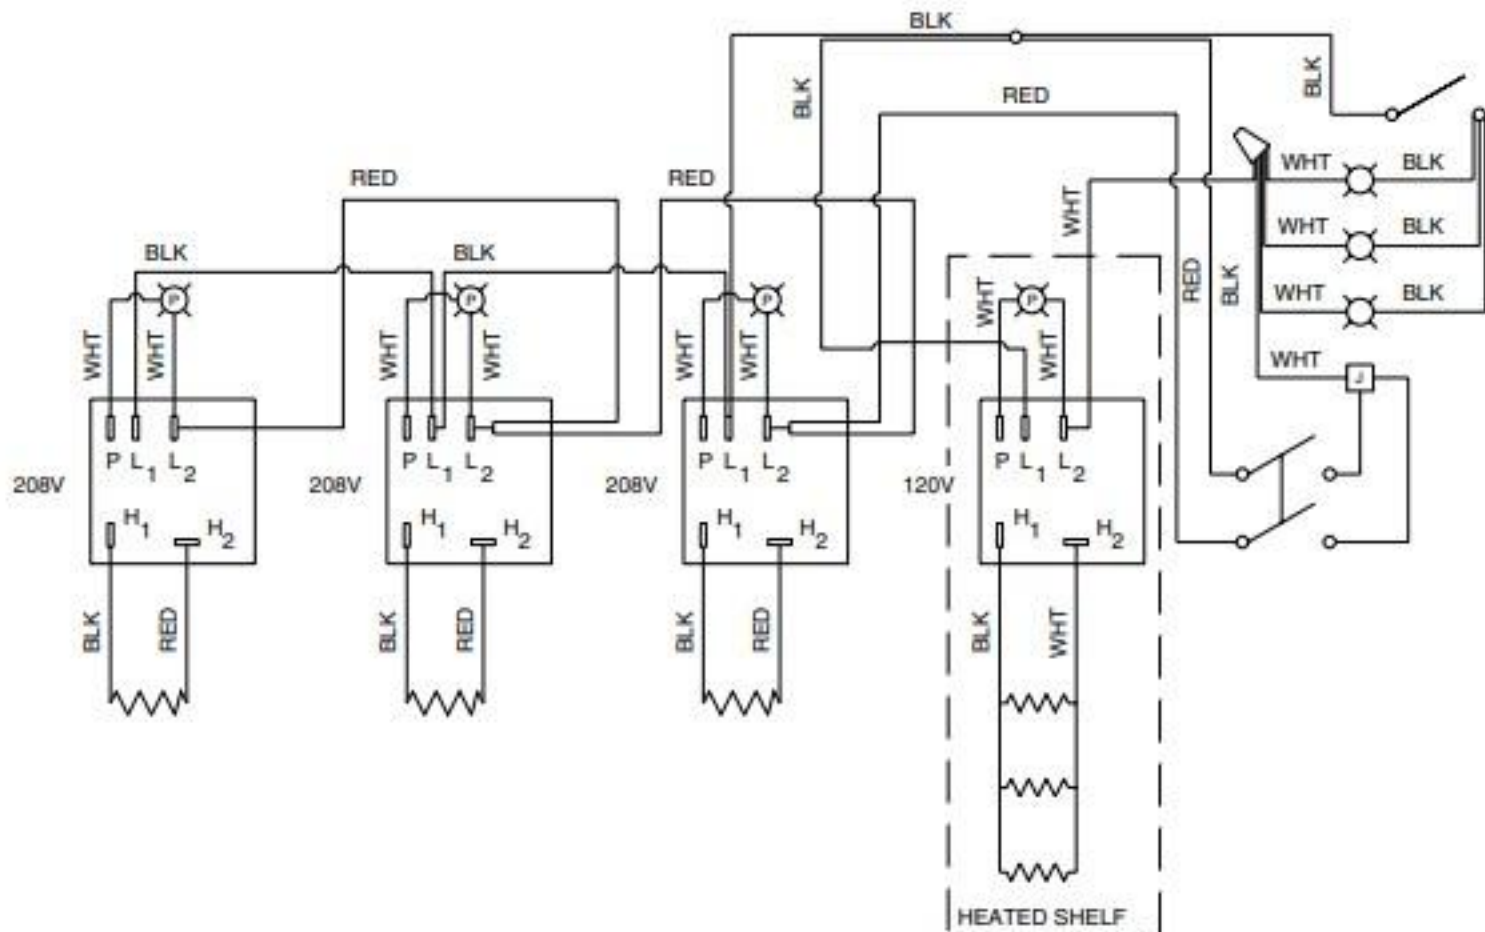 BLK
BLK
BLK
RED
WHT
BLK
RED
RED
WHT
WHT
BLK
BLK
BLK
RED
BLK
WHT
BLK
P
P
P
P
WHT
WHT
WHT
WHT
WHT
WHT
WHT
WHT
WHT
J
P L1 L2
P L1 L2
P L1 L2
P L1 L2
208V
208V
208V
120V
H1 H2
H1 H2
H1 H2
H1 H2
BLK
RED
BLK
RED
BLK
RED
BLK
WHT
HEATED SHELF